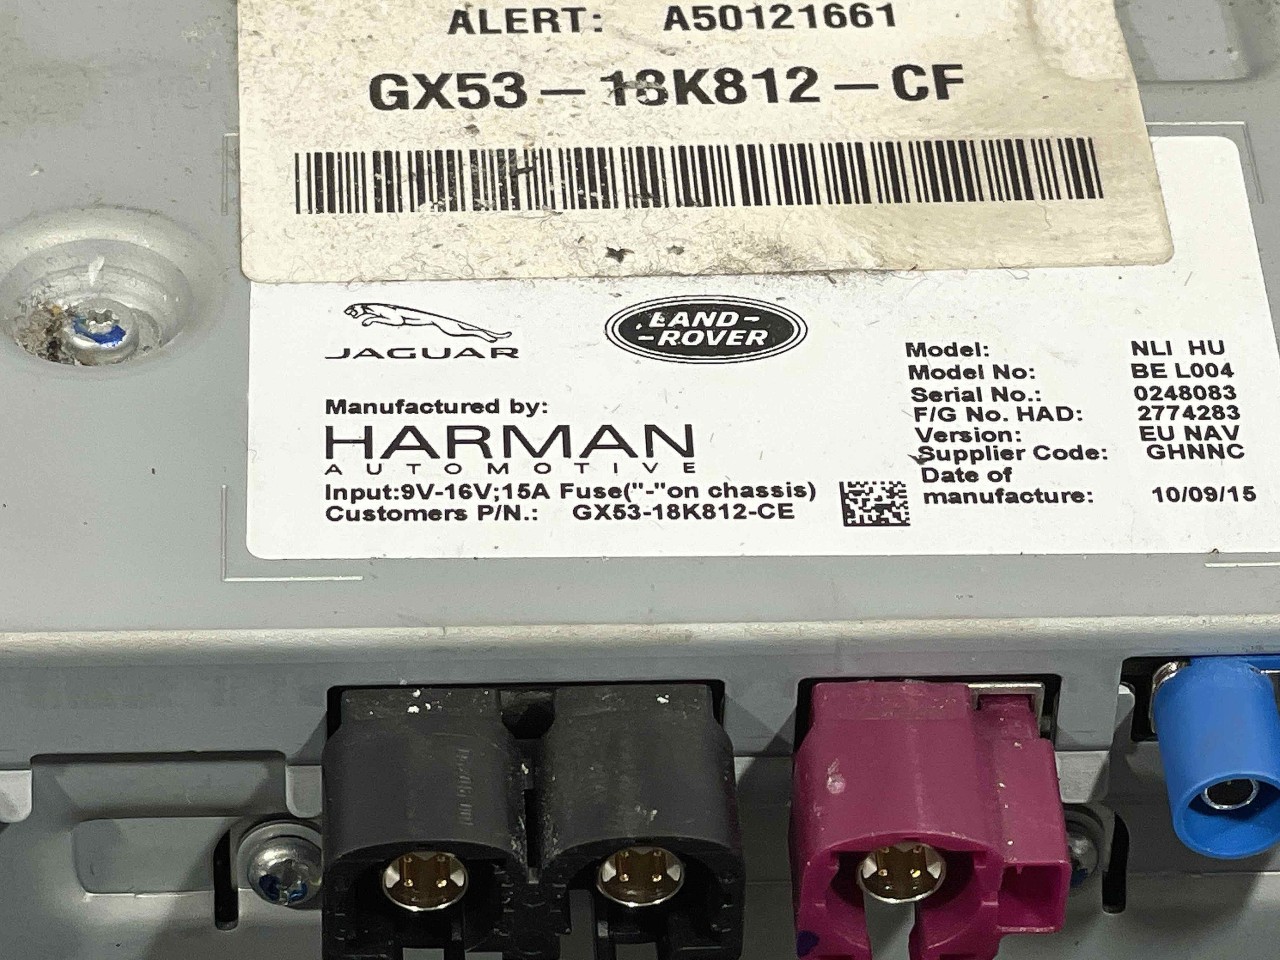 ALERT: A50121661
GX53-18K812-CF
JAGUAR
LAND-
-ROVER
Manufactured by:
HARMAN
AUTOMOTIVE
Input:9V-16V;15A Fuse("-"on chassis)
Customers P/N.: GX53-18K812-CE
Model: NLI HU
Model No: BE L004
Serial No.: 0248083
F/G No. HAD: 2774283
Version: EU NAV
Supplier Code: GHNNC
Date of
manufacture: 10/09/15